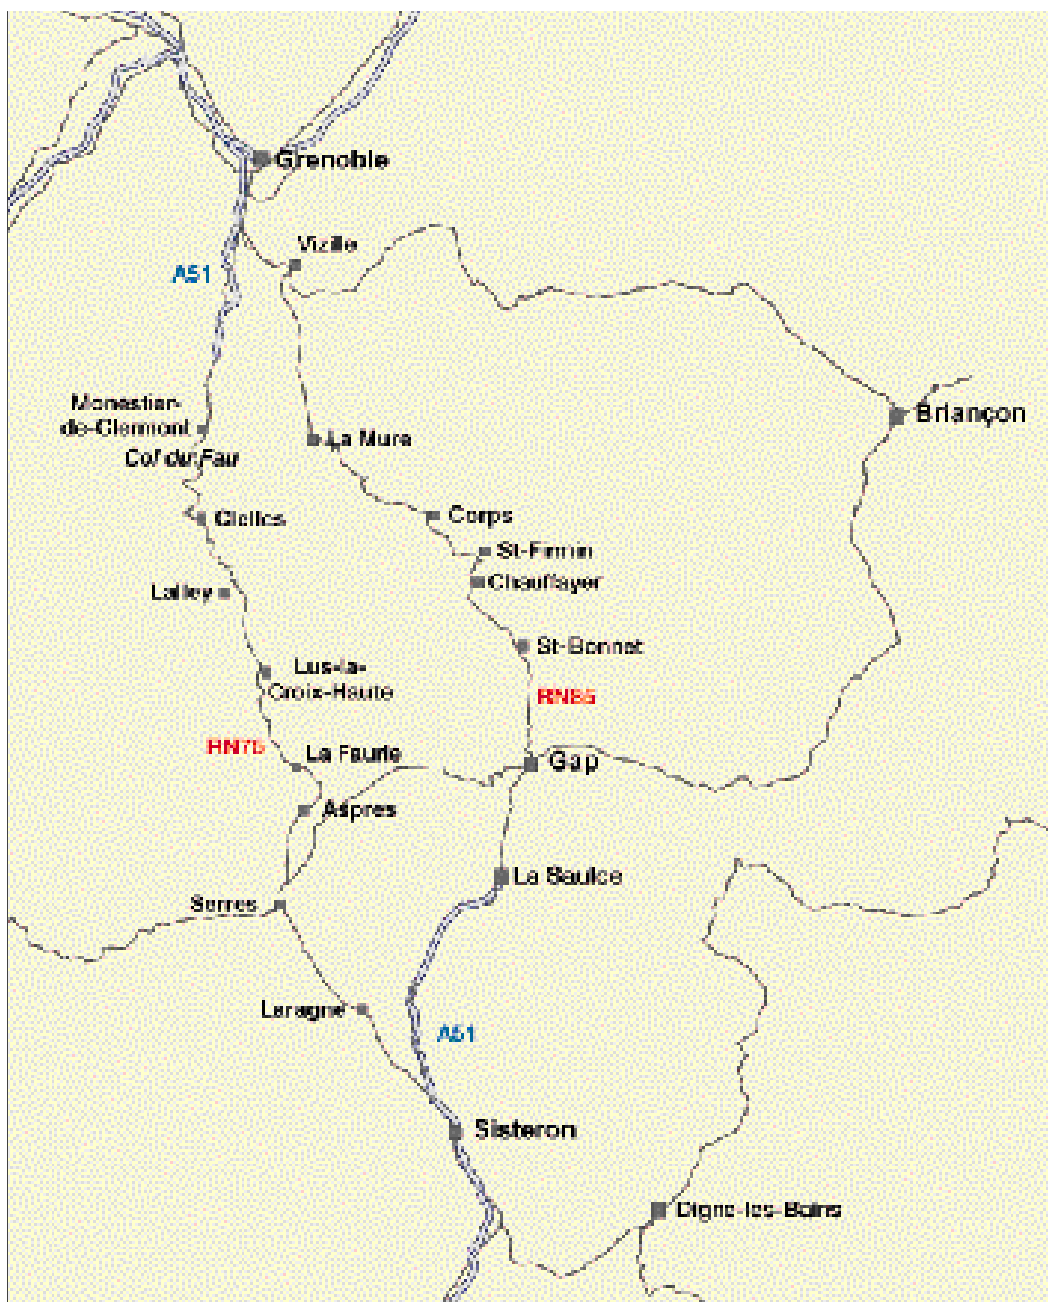 Grenoble
Vizille
A51
Briançon
Monestier-
de-Clermont
La Mure
Col du Fau
Corps
Clelles
St-Firmin
Chauffayer
Lalley
St-Bonnet
Lus-la-
Croix-Haute
RN85
RN75
La Faurie
Gap
Aspres
La Saulce
Serres
Laragne
A51
Sisteron
Digne-les-Bains